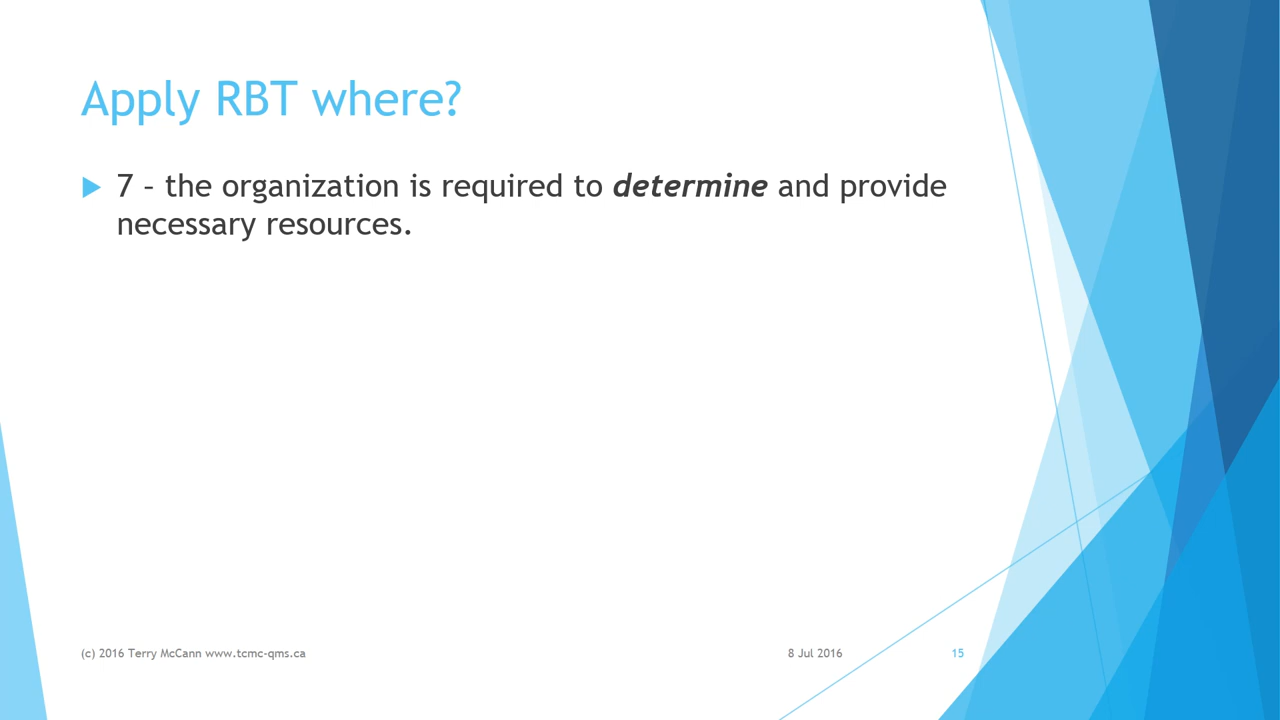 Apply RBT where?
7 – the organization is required to determine and provide
necessary resources.
(c) 2016 Terry McCann www.tcmc-qms.ca
8 Jul 2016
15